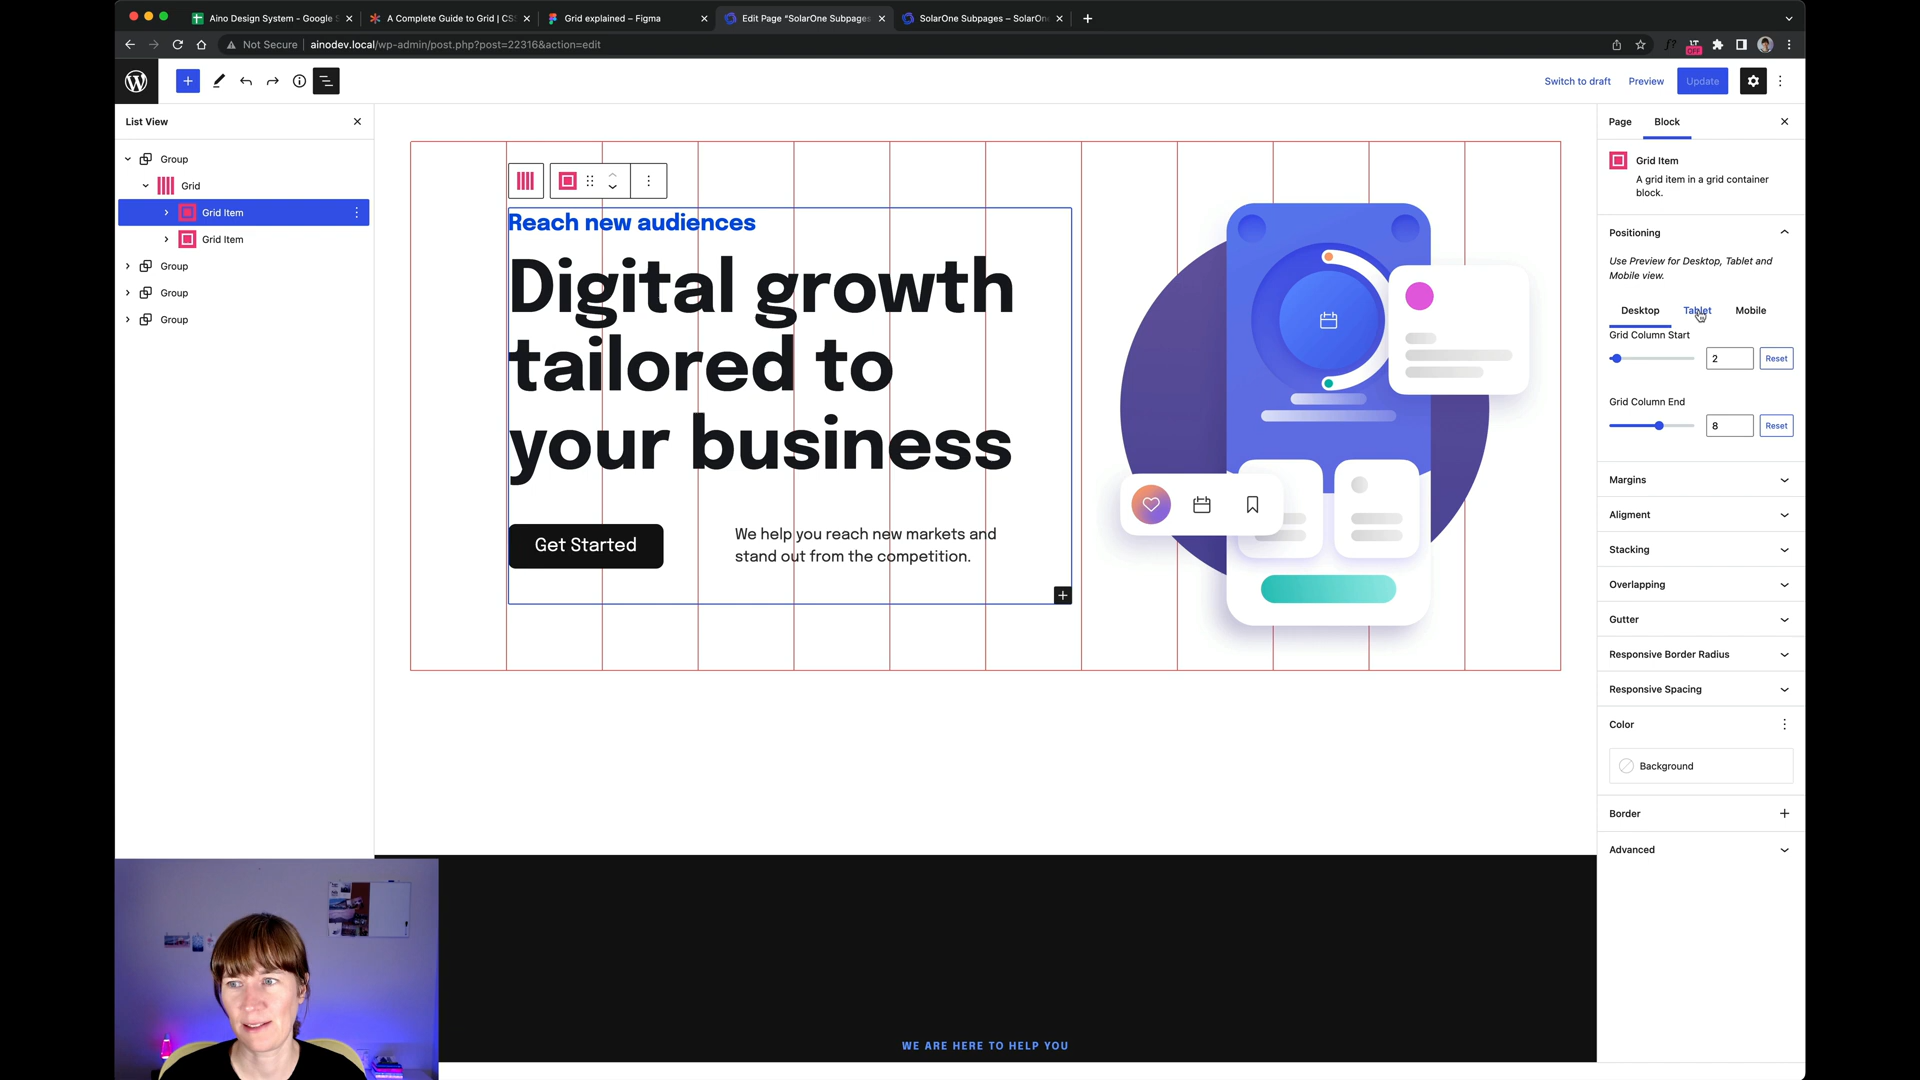 Aino Design System - Google S
A Complete Guide to Grid | CSS
Grid explained – Figma
Edit Page “SolarOne Subpages
SolarOne Subpages – SolarOn
Not Secure | ainodev.local/wp-admin/post.php?post=22316&action=edit
OFF
Switch to draft
Preview
Update
List View
Group
Grid
Grid Item
Grid Item
Group
Group
Group
Reach new audiences
Digital growth
tailored to
your business
Get Started
We help you reach new markets and
stand out from the competition.
WE ARE HERE TO HELP YOU
Page
Block
Grid Item
A grid item in a grid container
block.
Positioning
Use Preview for Desktop, Tablet and
Mobile view.
Desktop
Tablet
Mobile
Grid Column Start
2
Reset
Grid Column End
8
Reset
Margins
Aligment
Stacking
Overlapping
Gutter
Responsive Border Radius
Responsive Spacing
Color
Background
Border
Advanced